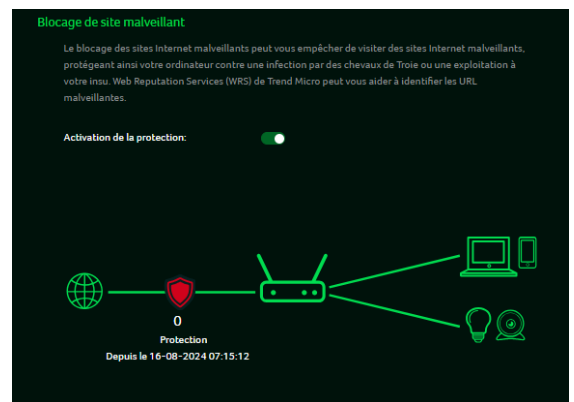 Blocage de site malveillant
Le blocage des sites Internet malveillants peut vous empêcher de visiter des sites Internet malveillants,
protégeant ainsi votre ordinateur contre une infection par des chevaux de Troie ou une exploitation à
votre insu. Web Reputation Services (WRS) de Trend Micro peut vous aider à identifier les URL
malveillantes.
Activation de la protection:
0
Protection
Depuis le 16-08-2024 07:15:12